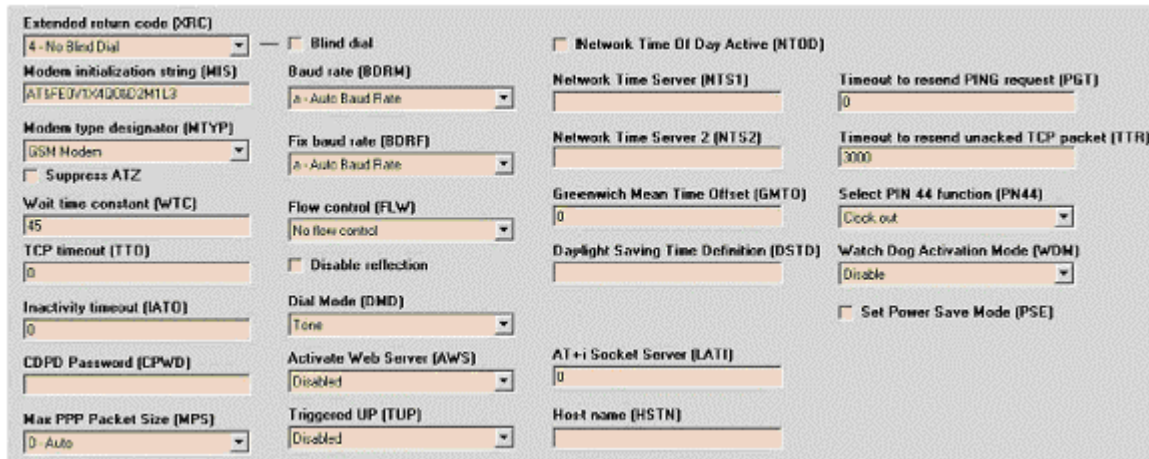 Extended return code (XRC)
4 - No Blind Dial
Blind dial
Modem initialization string (MIS)
AT&FE0V1X4Q0&D2M1L3
Modem type designator (MTYP)
GSM Modem
Suppress ATZ
Wait time constant (WTC)
45
TCP timeout (TTO)
0
Inactivity timeout (IATO)
0
CDPD Password (CPWD)
Max PPP Packet Size (MPS)
0 - Auto
Baud rate (BDRM)
a - Auto Baud Rate
Fix baud rate (BDRF)
a - Auto Baud Rate
Flow control (FLW)
No flow control
Disable reflection
Dial Mode (DMD)
Tone
Activate Web Server (AWS)
Disabled
Triggered UP (TUP)
Disabled
Network Time Of Day Active (NTOD)
Network Time Server (NTS1)
Network Time Server 2 (NTS2)
Greenwich Mean Time Offset (GMTO)
0
Daylight Saving Time Definition (DSTD)
AT+i Socket Server (LATI)
0
Host name (HSTN)
Timeout to resend PING request (PGT)
0
Timeout to resend unacked TCP packet (TTR)
3000
Select PIN 44 function (PN44)
Clock out
Watch Dog Activation Mode (WDM)
Disable
Set Power Save Mode (PSE)